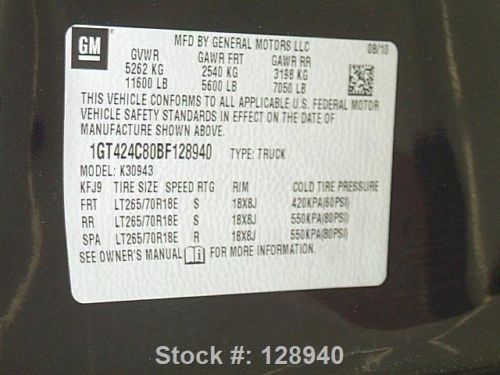 GM
MFD BY GENERAL MOTORS LLC 08/10
GVWR GAWR FRT GAWR RR
5262 KG 2540 KG 3198 KG
11600 LB 5600 LB 7050 LB
THIS VEHICLE CONFORMS TO ALL APPLICABLE U.S. FEDERAL MOTOR
VEHICLE SAFETY STANDARDS IN EFFECT ON THE DATE OF
MANUFACTURE SHOWN ABOVE.
1GT424C80BF128940 TYPE: TRUCK
MODEL: K30943
KFJ9 TIRE SIZE SPEED RTG RIM COLD TIRE PRESSURE
FRT LT265/70R18E S 18X8J 420KPA(60PSI)
RR LT265/70R18E S 18X8J 550KPA(80PSI)
SPA LT265/70R18E R 18X8J 550KPA(80PSI)
SEE OWNER'S MANUAL FOR MORE INFORMATION.
Stock #: 128940